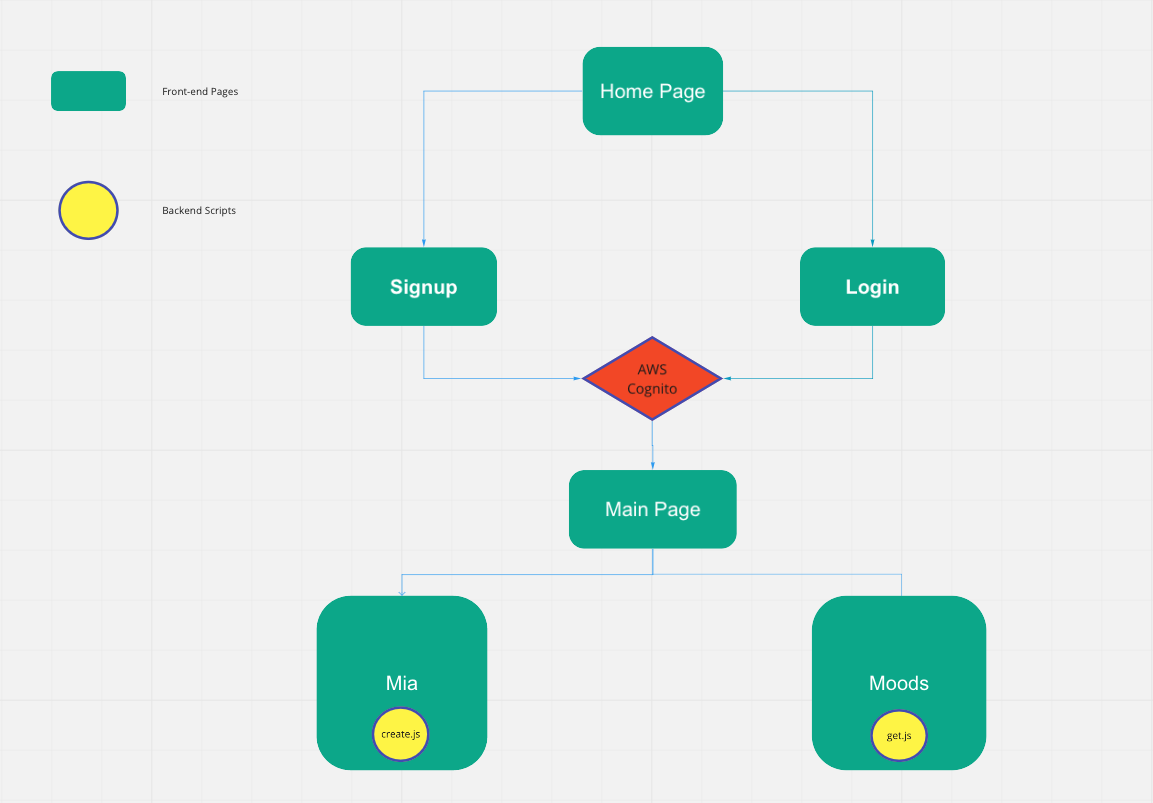 Front-end Pages
Home Page
Backend Scripts
Signup
Login
AWS
Cognito
Main Page
Mia
create.js
Moods
get.js